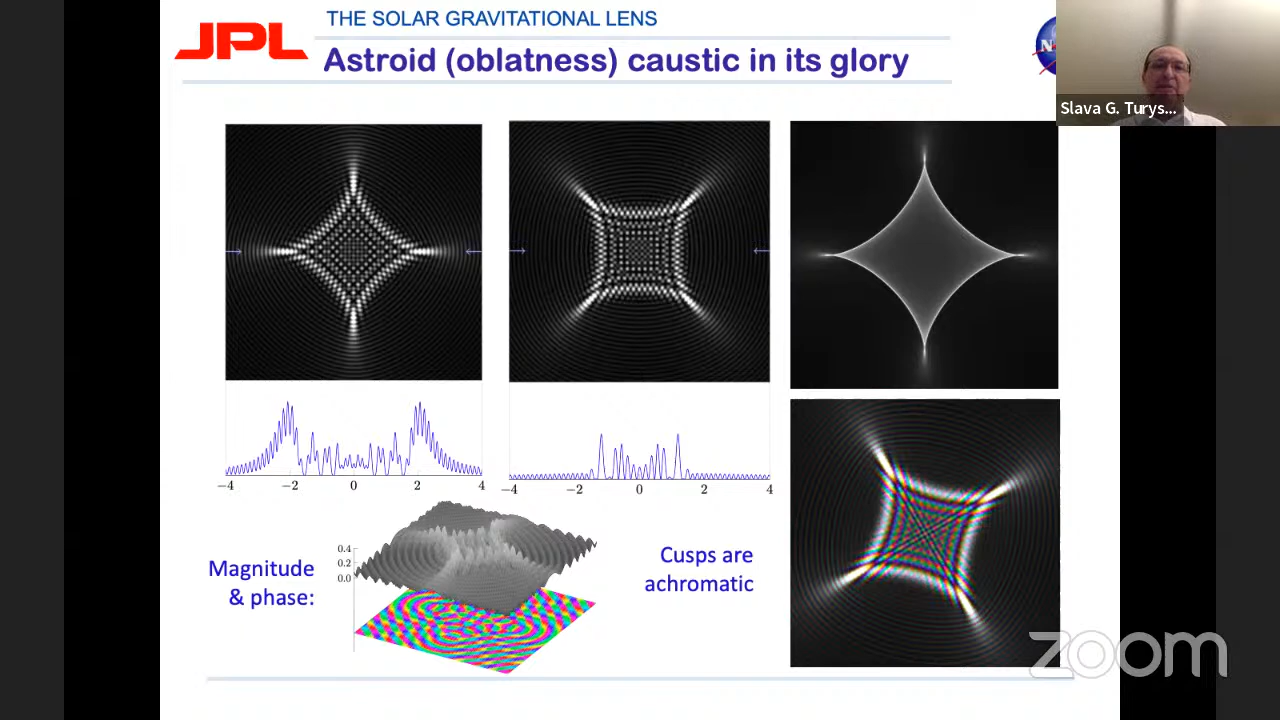 JPL
THE SOLAR GRAVITATIONAL LENS
Astroid (oblatness) caustic in its glory
Slava G. Turys...
−4 −2 0 2 4
−4 −2 0 2 4
0.4
0.2
0.0
Magnitude
& phase:
Cusps are
achromatic
zoom